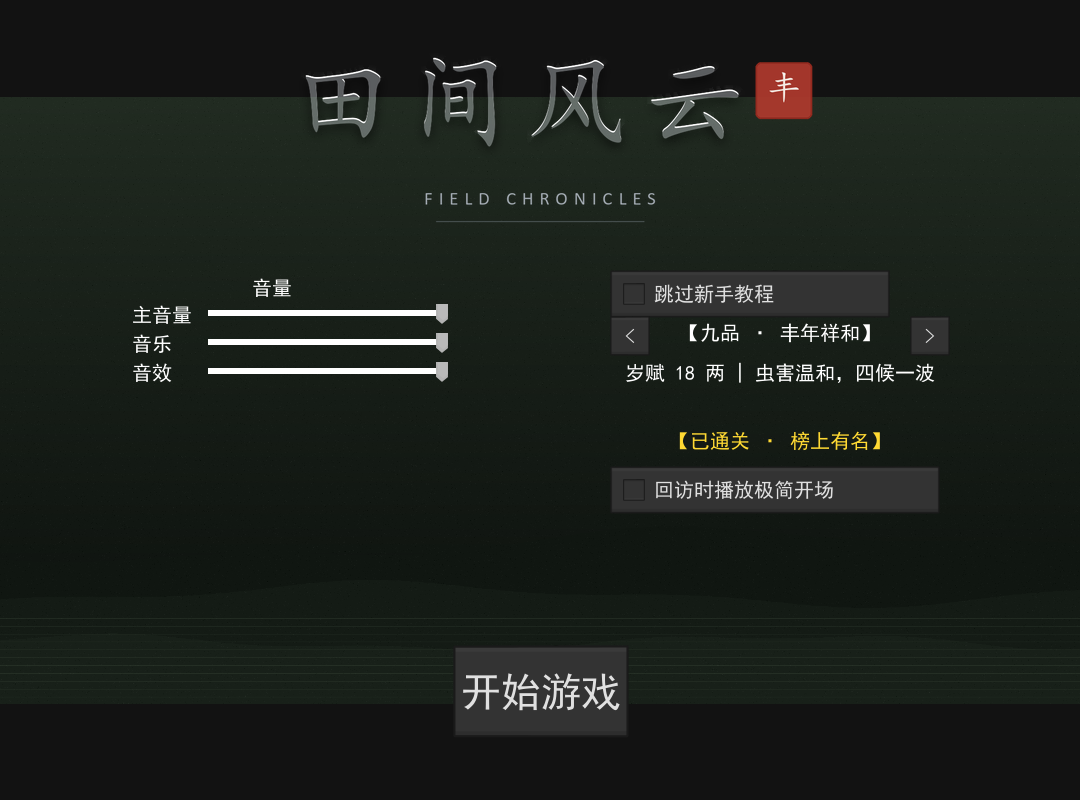 田间风云
丰
FIELD CHRONICLES
音量
主音量
音乐
音效
跳过新手教程
【九品 · 丰年祥和】
岁赋 18 两 | 虫害温和，四候一波
【已通关 · 榜上有名】
回访时播放极简开场
开始游戏